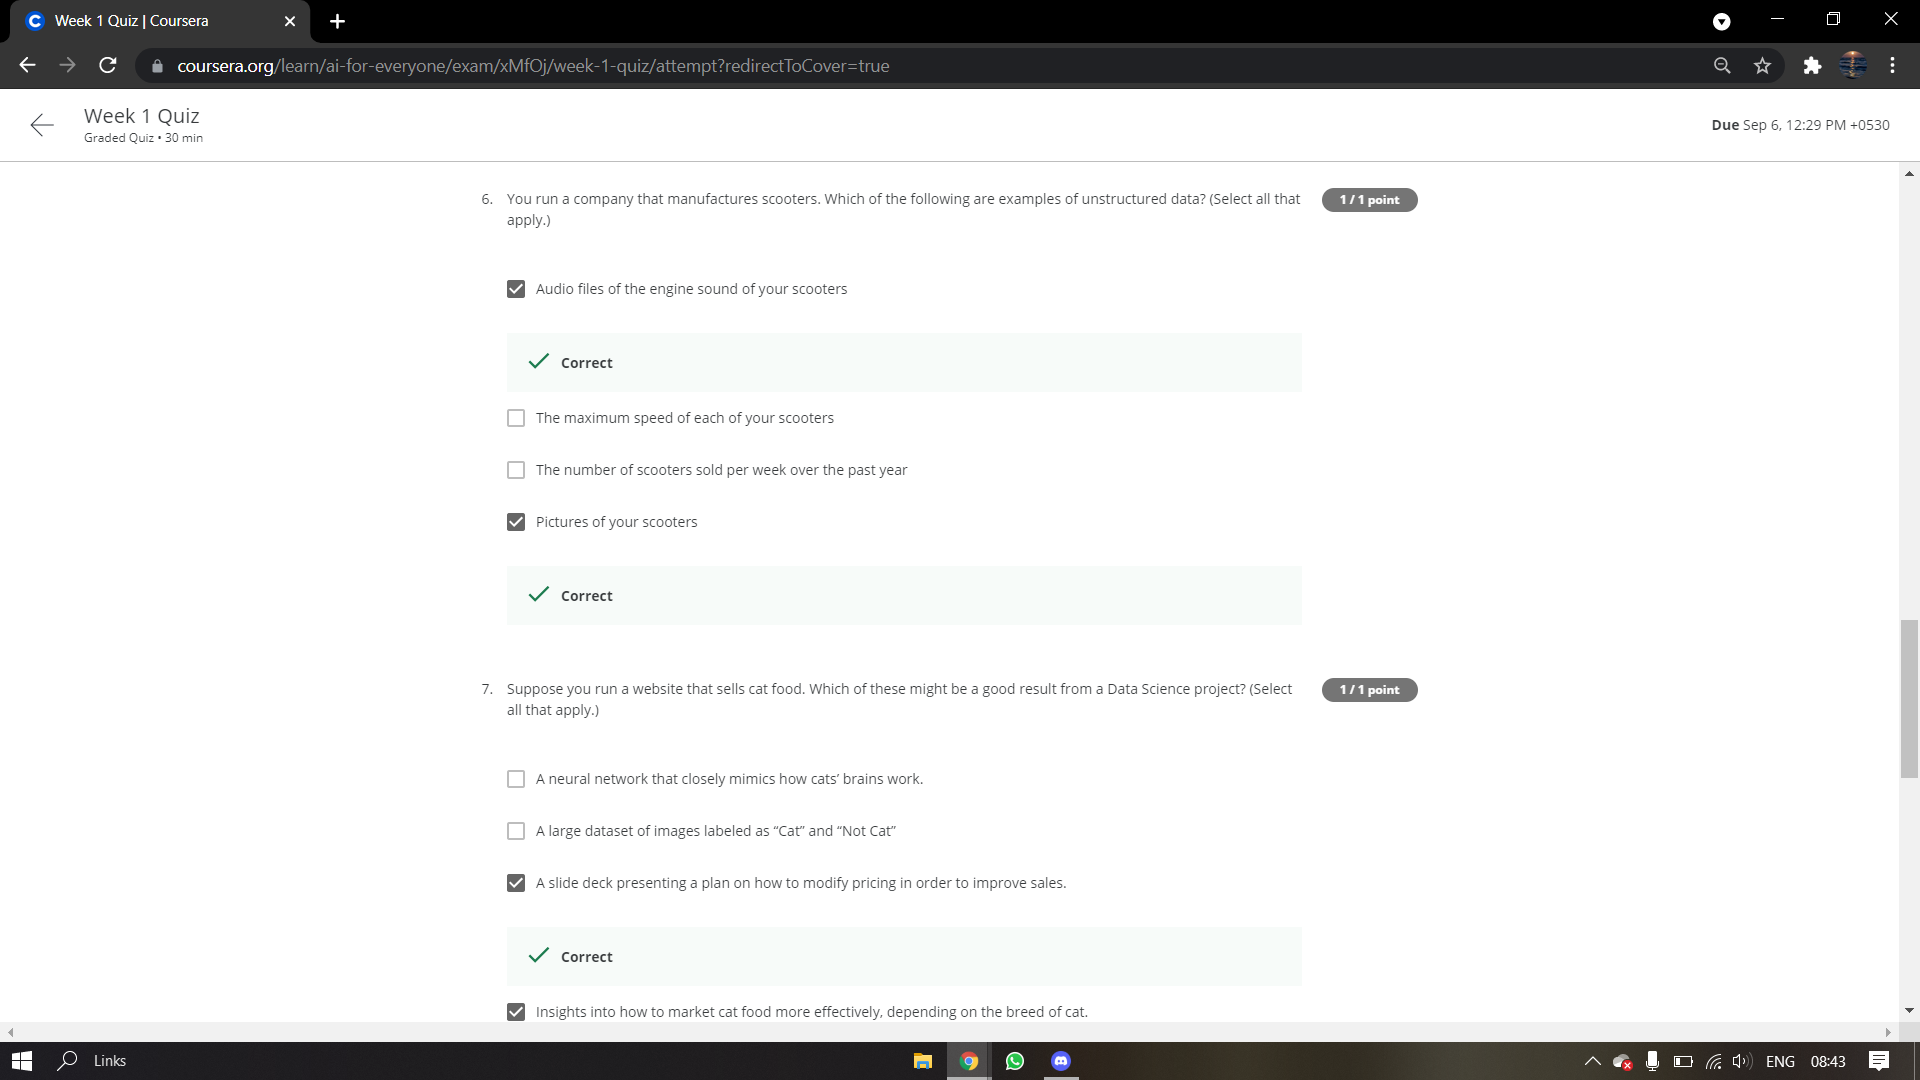 Week 1 Quiz | Coursera
coursera.org/learn/ai-for-everyone/exam/xMfOj/week-1-quiz/attempt?redirectToCover=true
Week 1 Quiz
Graded Quiz • 30 min
Due Sep 6, 12:29 PM +0530
6. You run a company that manufactures scooters. Which of the following are examples of unstructured data? (Select all that
apply.)
1 / 1 point
Audio files of the engine sound of your scooters
Correct
The maximum speed of each of your scooters
The number of scooters sold per week over the past year
Pictures of your scooters
Correct
7. Suppose you run a website that sells cat food. Which of these might be a good result from a Data Science project? (Select
all that apply.)
1 / 1 point
A neural network that closely mimics how cats’ brains work.
A large dataset of images labeled as “Cat” and “Not Cat”
A slide deck presenting a plan on how to modify pricing in order to improve sales.
Correct
Insights into how to market cat food more effectively, depending on the breed of cat.
Links
ENG
08:43